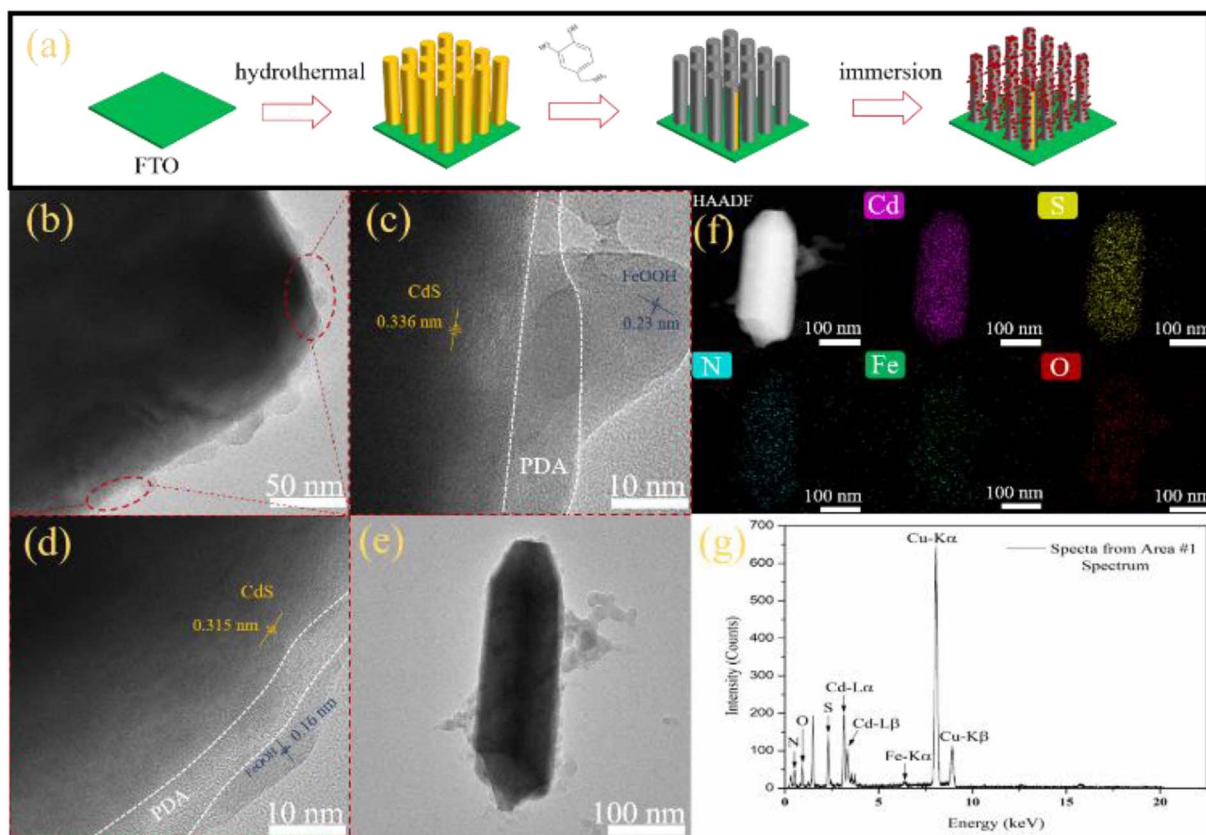 (a)
hydrothermal
immersion
FTO
(b)
50 nm
(c)
CdS
0.336 nm
FeOOH
0.23 nm
PDA
10 nm
(d)
CdS
0.315 nm
FeOOH
0.16 nm
PDA
10 nm
(e)
100 nm
(f)
HAADF
100 nm
Cd
100 nm
S
100 nm
N
100 nm
Fe
100 nm
O
100 nm
(g)
700
600
500
400
300
200
100
0
Intensity (Counts)
Cu-Kα
Specta from Area #1
Spectrum
Cd-Lα
S
Cd-Lβ
O
N
Fe-Kα
Cu-Kβ
0
5
10
15
20
Energy (keV)